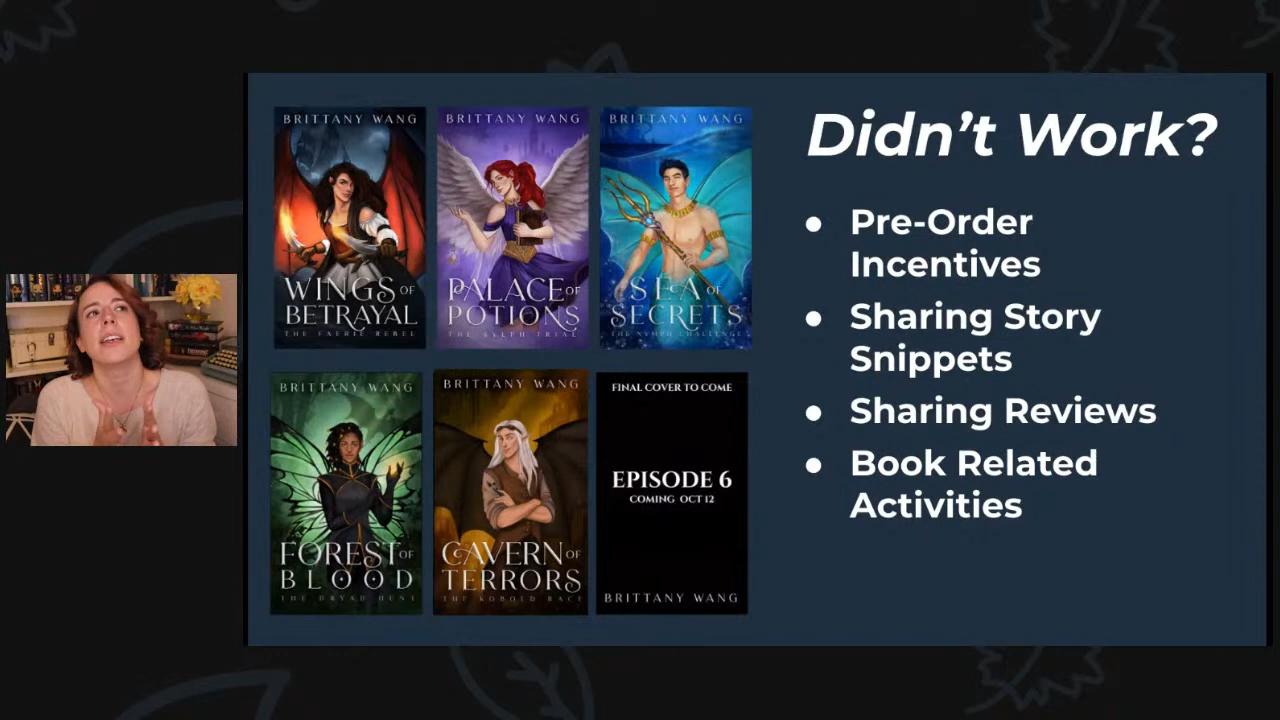 Didn't Work?
● Pre-Order
Incentives
● Sharing Story
Snippets
● Sharing Reviews
● Book Related
Activities
BRITTANY WANG
WINGS OF
BETRAYAL
THE FAERIE REBEL
BRITTANY WANG
PALACE OF
POTIONS
THE SYLPH TRIAL
BRITTANY WANG
SEA OF
SECRETS
THE NYMPH CHALLENGE
BRITTANY WANG
FOREST OF
BLOOD
THE DRYAD HUNT
BRITTANY WANG
CAVERN OF
TERRORS
THE KOBOLD RACE
FINAL COVER TO COME
EPISODE 6
COMING OCT 12
BRITTANY WANG